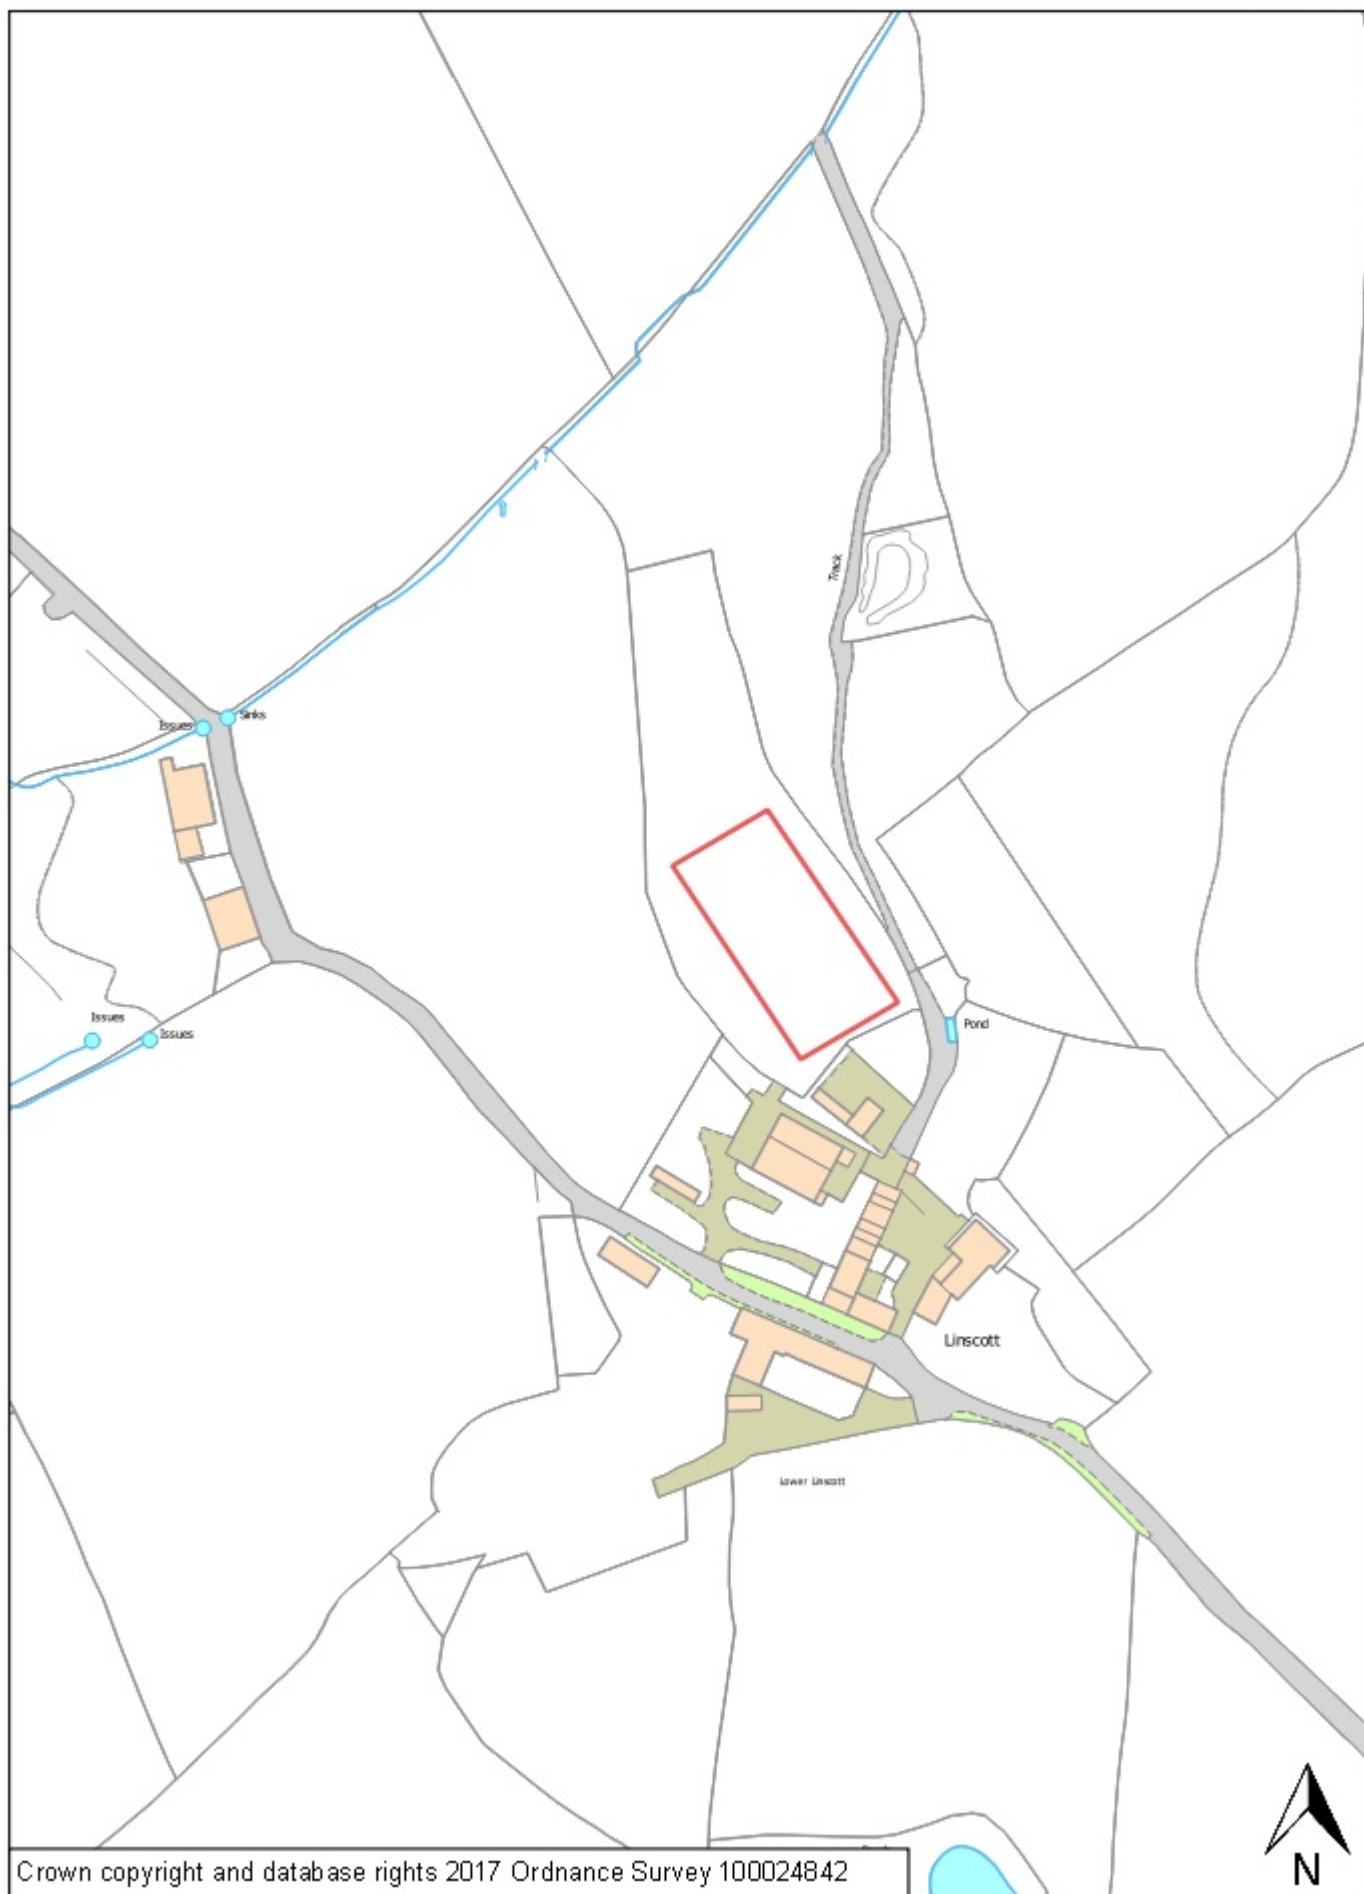 Track
Issues
Sinks
Issues
Issues
Pond
Linscott
Lower Linscott
Crown copyright and database rights 2017 Ordnance Survey 100024842
N